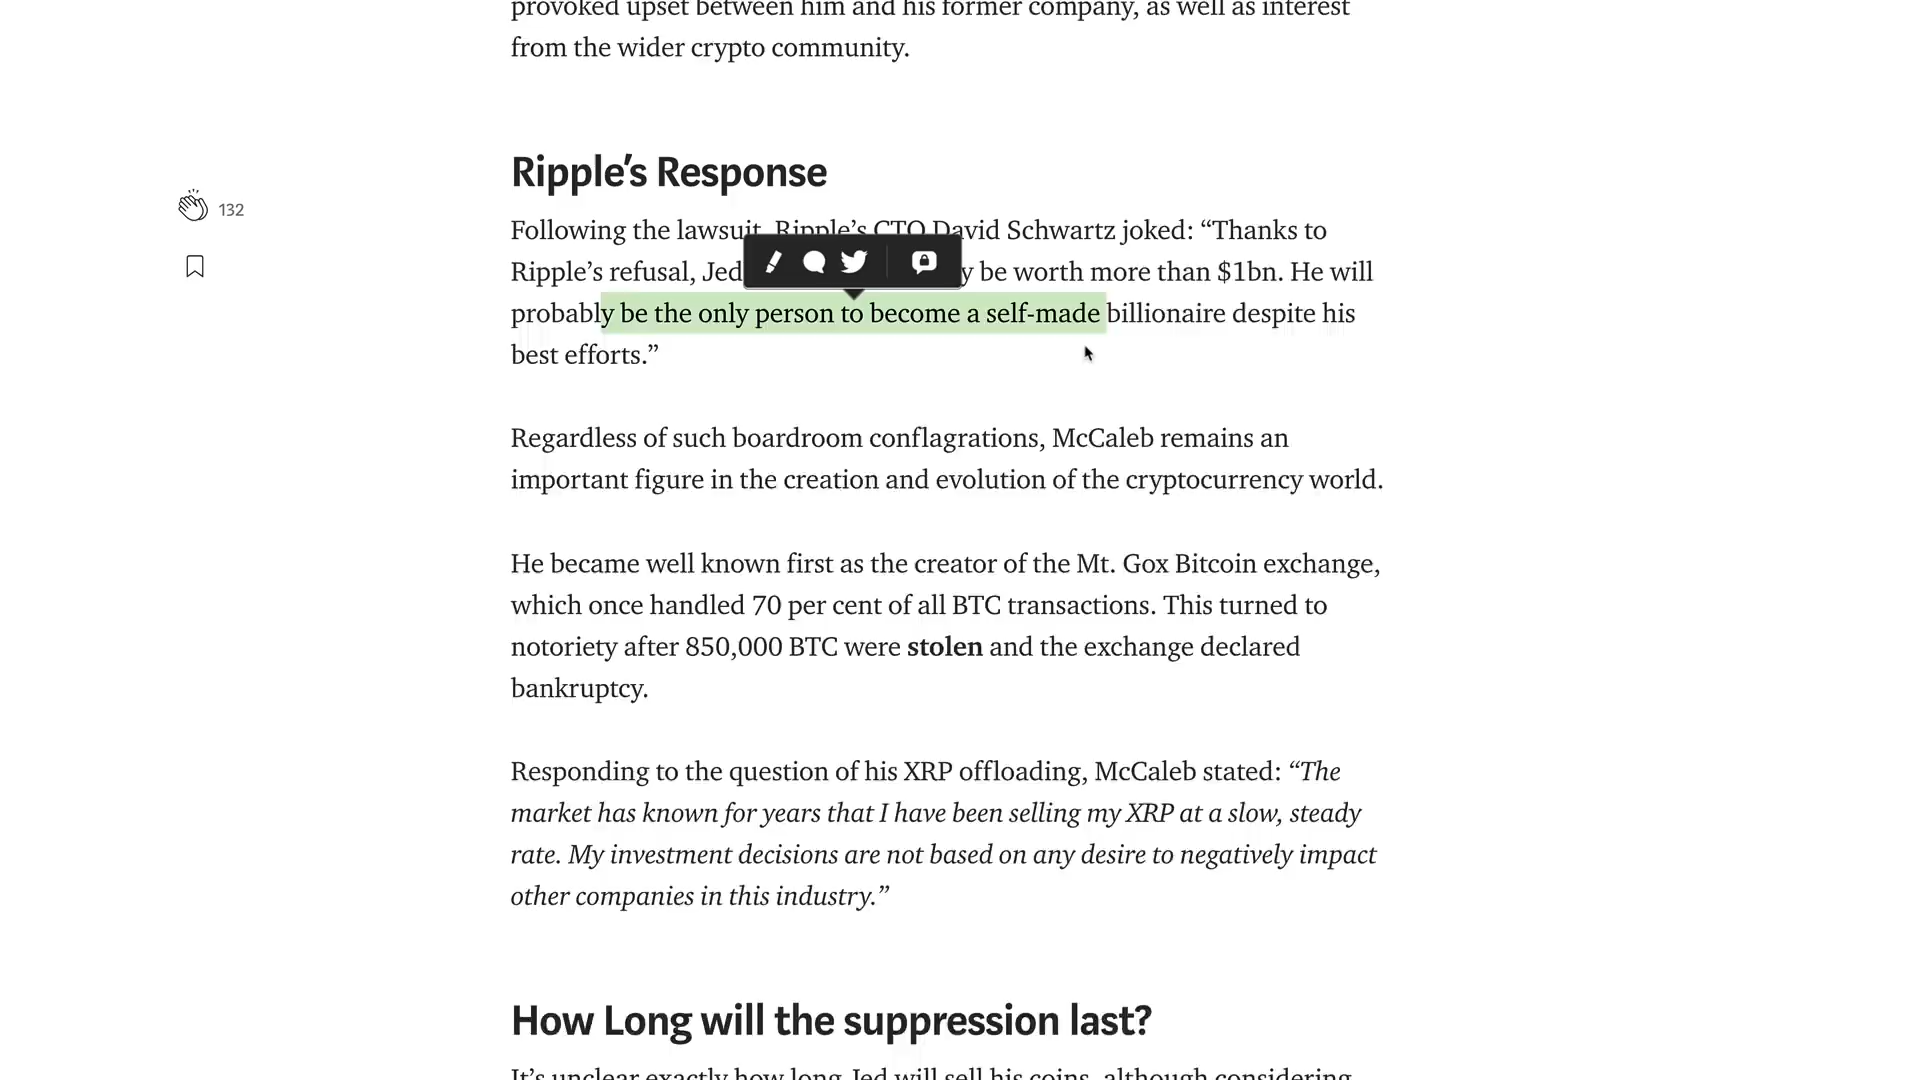 provoked upset between him and his former company, as well as interest
from the wider crypto community.
Ripple’s Response
132
Following the lawsuit, Ripple’s CTO David Schwartz joked: “Thanks to
Ripple’s refusal, Jed y be worth more than $1bn. He will
probably be the only person to become a self-made billionaire despite his
best efforts.”
Regardless of such boardroom conflagrations, McCaleb remains an
important figure in the creation and evolution of the cryptocurrency world.
He became well known first as the creator of the Mt. Gox Bitcoin exchange,
which once handled 70 per cent of all BTC transactions. This turned to
notoriety after 850,000 BTC were stolen and the exchange declared
bankruptcy.
Responding to the question of his XRP offloading, McCaleb stated: “The
market has known for years that I have been selling my XRP at a slow, steady
rate. My investment decisions are not based on any desire to negatively impact
other companies in this industry.”
How Long will the suppression last?
It’s unclear exactly how long Jed will sell his coins, although considering